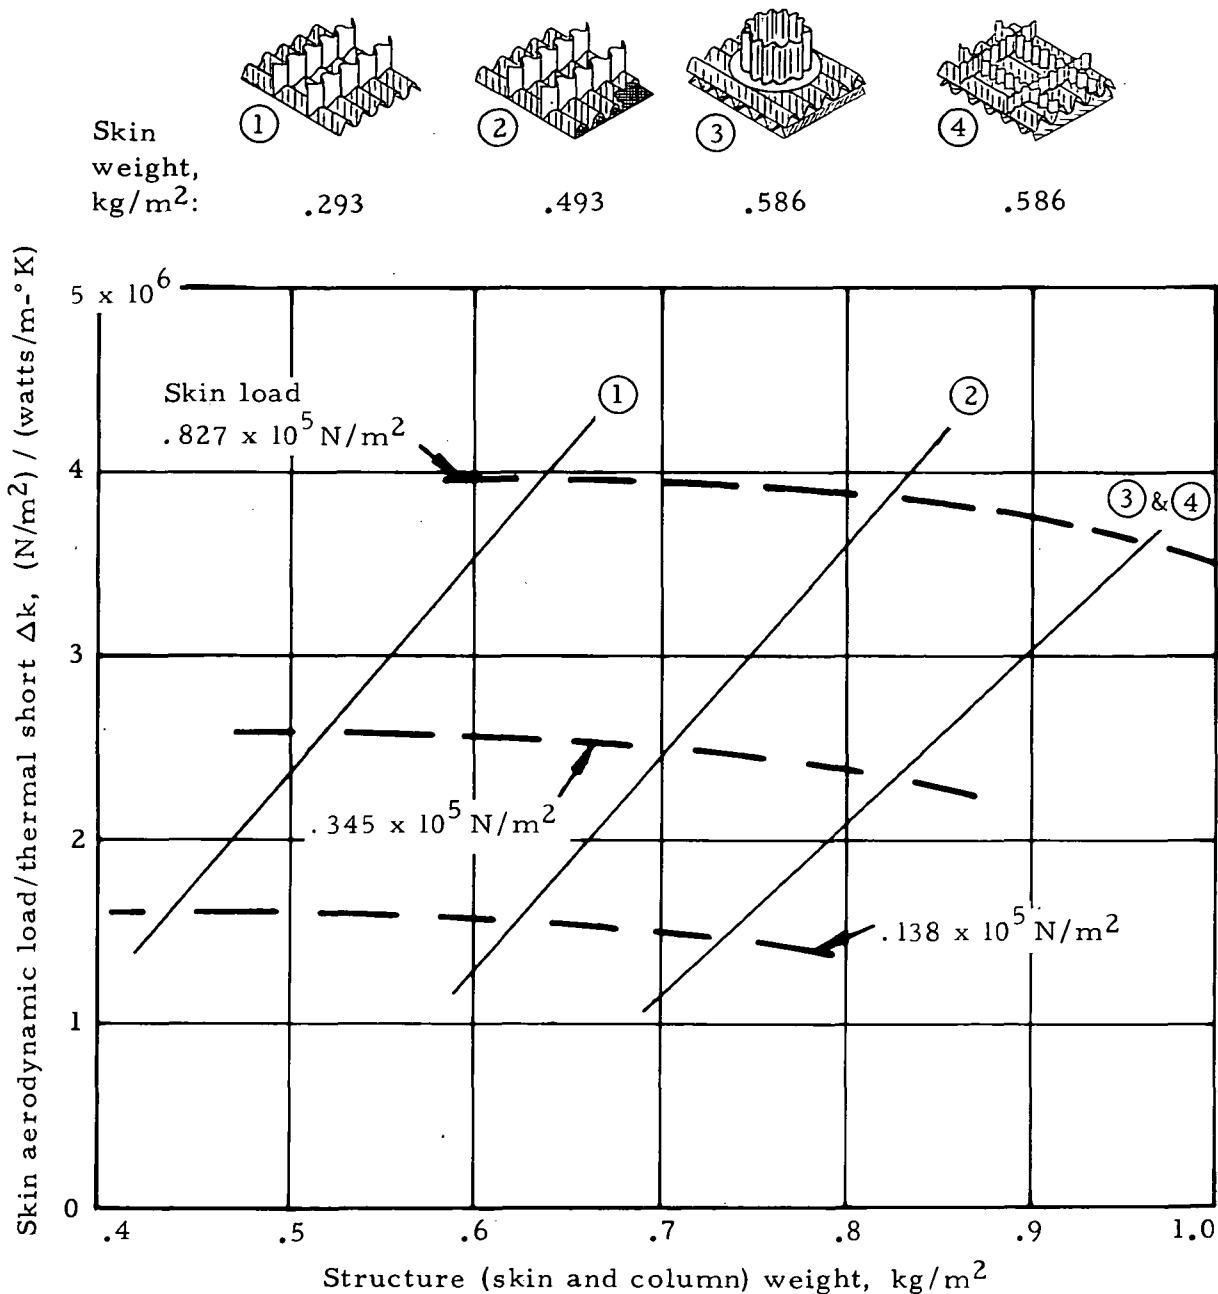 1 2 3 4
Skin
weight,
kg/m²: .293 .493 .586 .586
Skin aerodynamic load/thermal short Δk, (N/m²) / (watts/m-°K)
5 x 10⁶
Skin load
.827 x 10⁵ N/m²
1
2
3 & 4
4
3
.345 x 10⁵ N/m²
2
.138 x 10⁵ N/m²
1
0
.4 .5 .6 .7 .8 .9 1.0
Structure (skin and column) weight, kg/m²